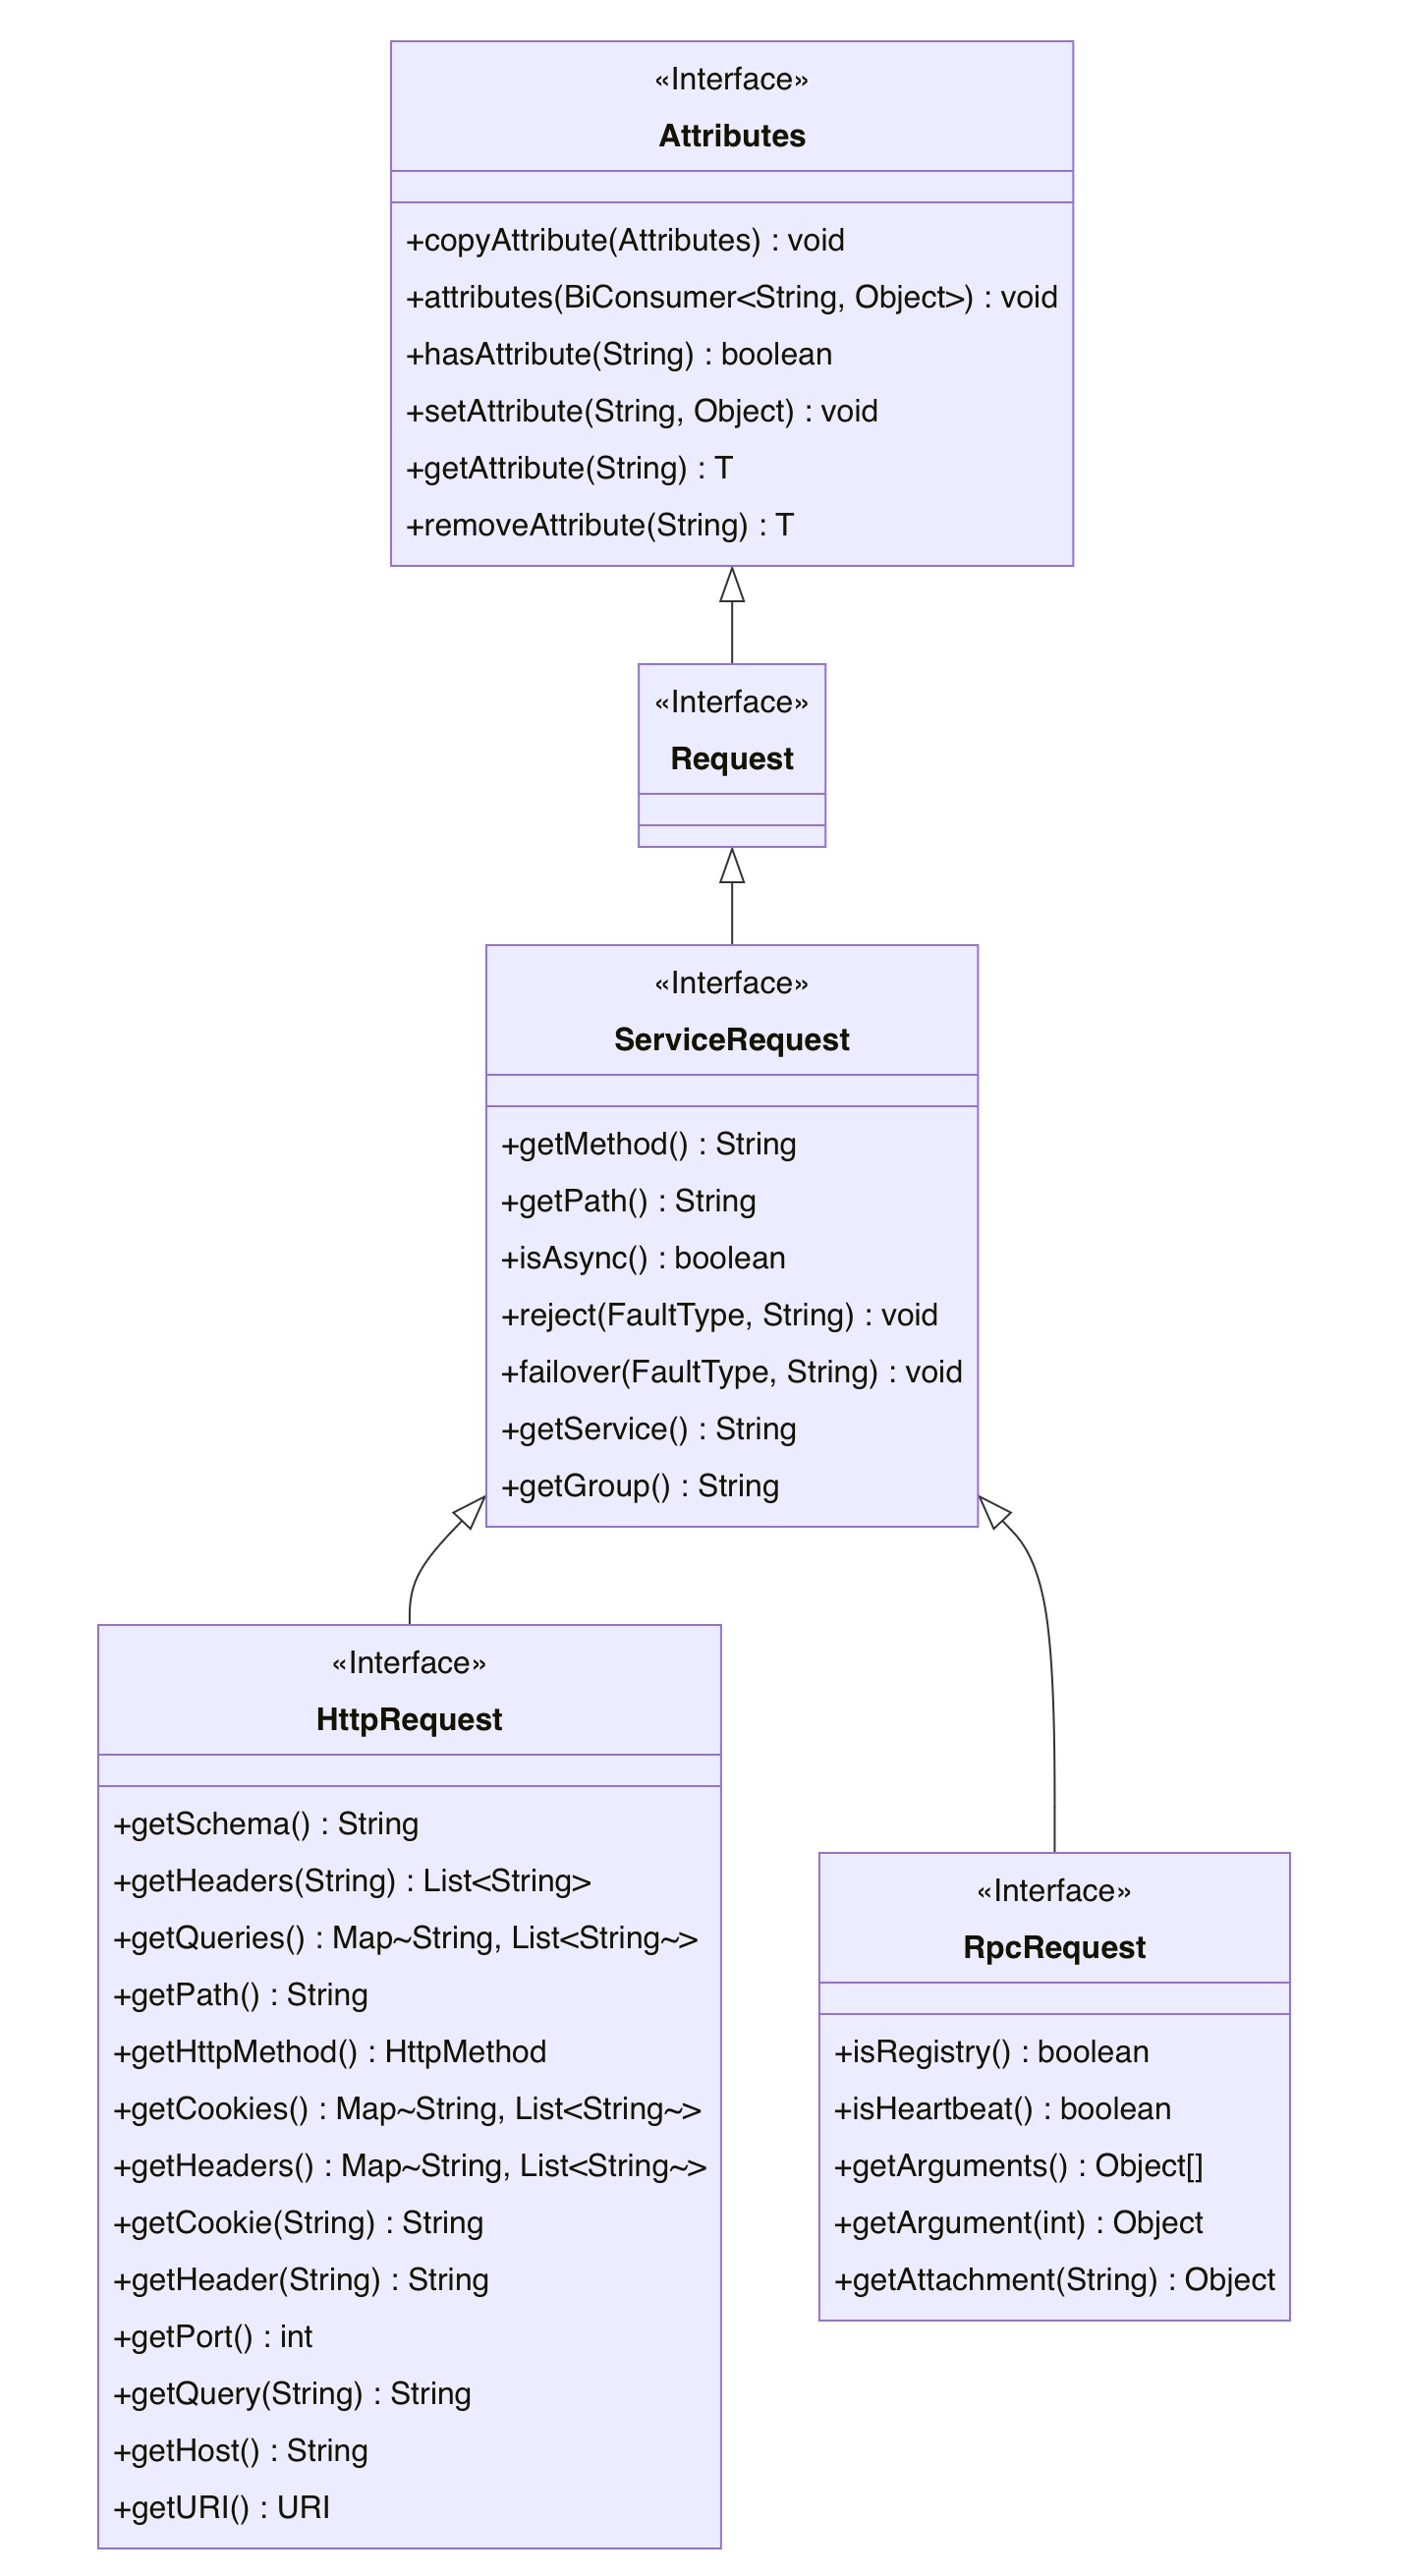 «Interface»
Attributes
+copyAttribute(Attributes) : void
+attributes(BiConsumer<String, Object>) : void
+hasAttribute(String) : boolean
+setAttribute(String, Object) : void
+getAttribute(String) : T
+removeAttribute(String) : T
«Interface»
Request
«Interface»
ServiceRequest
+getMethod() : String
+getPath() : String
+isAsync() : boolean
+reject(FaultType, String) : void
+failover(FaultType, String) : void
+getService() : String
+getGroup() : String
«Interface»
HttpRequest
+getSchema() : String
+getHeaders(String) : List<String>
+getQueries() : Map~String, List<String~>
+getPath() : String
+getHttpMethod() : HttpMethod
+getCookies() : Map~String, List<String~>
+getHeaders() : Map~String, List<String~>
+getCookie(String) : String
+getHeader(String) : String
+getPort() : int
+getQuery(String) : String
+getHost() : String
+getURI() : URI
«Interface»
RpcRequest
+isRegistry() : boolean
+isHeartbeat() : boolean
+getArguments() : Object[]
+getArgument(int) : Object
+getAttachment(String) : Object